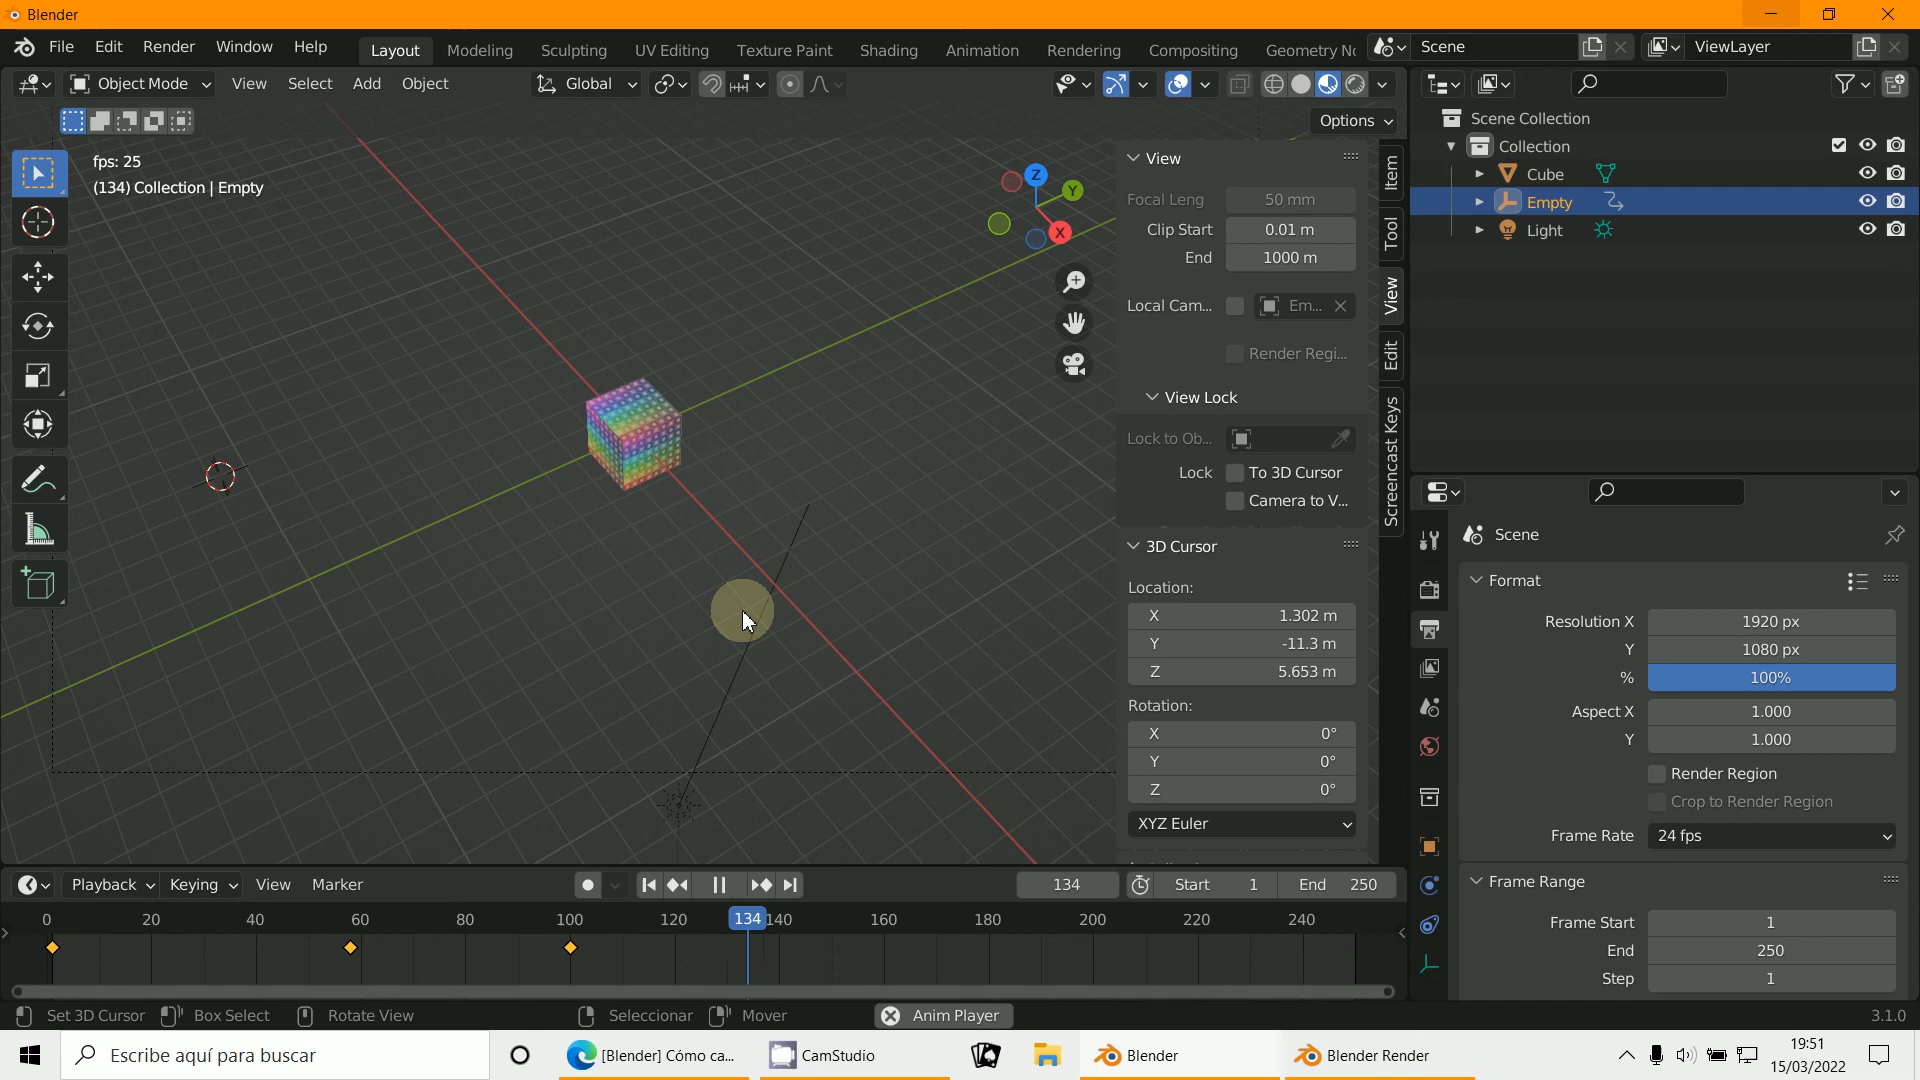 Blender
File Edit Render Window Help
Layout Modeling Sculpting UV Editing Texture Paint Shading Animation Rendering Compositing Geometry No
Scene
ViewLayer
Object Mode View Select Add Object
Global
Options
fps: 25
(134) Collection | Empty
Z
Y
X
View
Focal Leng 50 mm
Clip Start 0.01 m
End 1000 m
Local Cam... Em...
Render Regi...
View Lock
Lock to Ob...
Lock To 3D Cursor
Camera to V...
3D Cursor
Location:
X 1.302 m
Y -11.3 m
Z 5.653 m
Rotation:
X 0°
Y 0°
Z 0°
XYZ Euler
Item
Tool
View
Edit
Screencast Keys
Scene Collection
Collection
Cube
Empty
Light
Scene
Format
Resolution X 1920 px
Y 1080 px
% 100%
Aspect X 1.000
Y 1.000
Render Region
Crop to Render Region
Frame Rate 24 fps
Frame Range
Frame Start 1
End 250
Step 1
Playback Keying View Marker
134 Start 1 End 250
0 20 40 60 80 100 120 134 140 160 180 200 220 240
Set 3D Cursor Box Select Rotate View Seleccionar Mover Anim Player 3.1.0
Escribe aquí para buscar
[Blender] Cómo ca...
CamStudio
Blender
Blender Render
19:51
15/03/2022